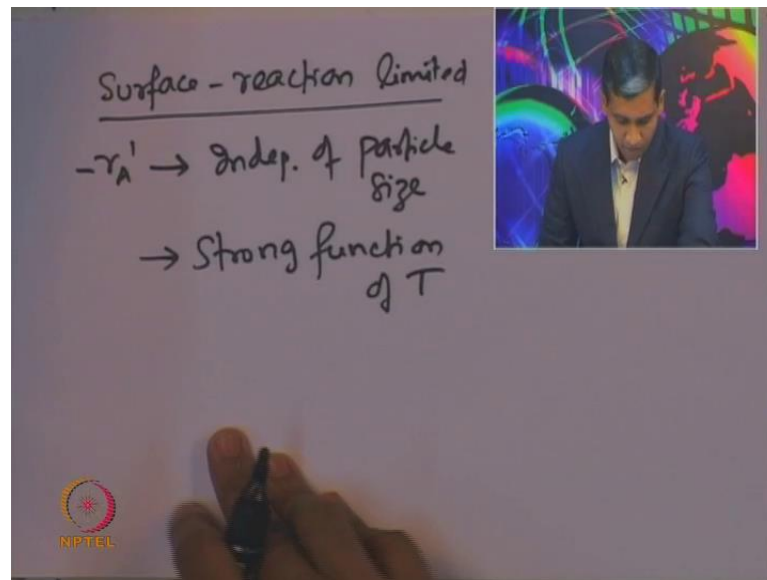 Surface - reaction limited
-r_A' → Indep. of particle
size
→ Strong function
of T
NPTEL